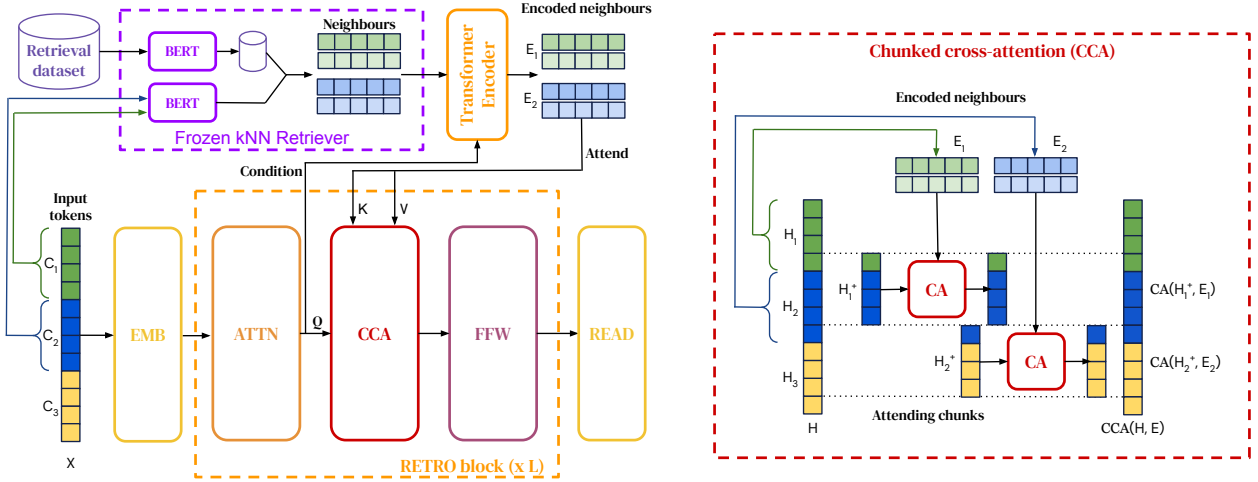 Retrieval
dataset
BERT
BERT
Neighbours
Frozen kNN Retriever
Transformer
Encoder
Encoded neighbours
E1
E2
Condition
Attend
Input
tokens
C1
C2
C3
X
EMB
ATTN
Q
K
V
CCA
FFW
READ
RETRO block (x L)
Chunked cross-attention (CCA)
Encoded neighbours
E1
E2
H1
H2
H3
H
H1+
CA
H2+
CA
Attending chunks
CA(H1+, E1)
CA(H2+, E2)
CCA(H, E)